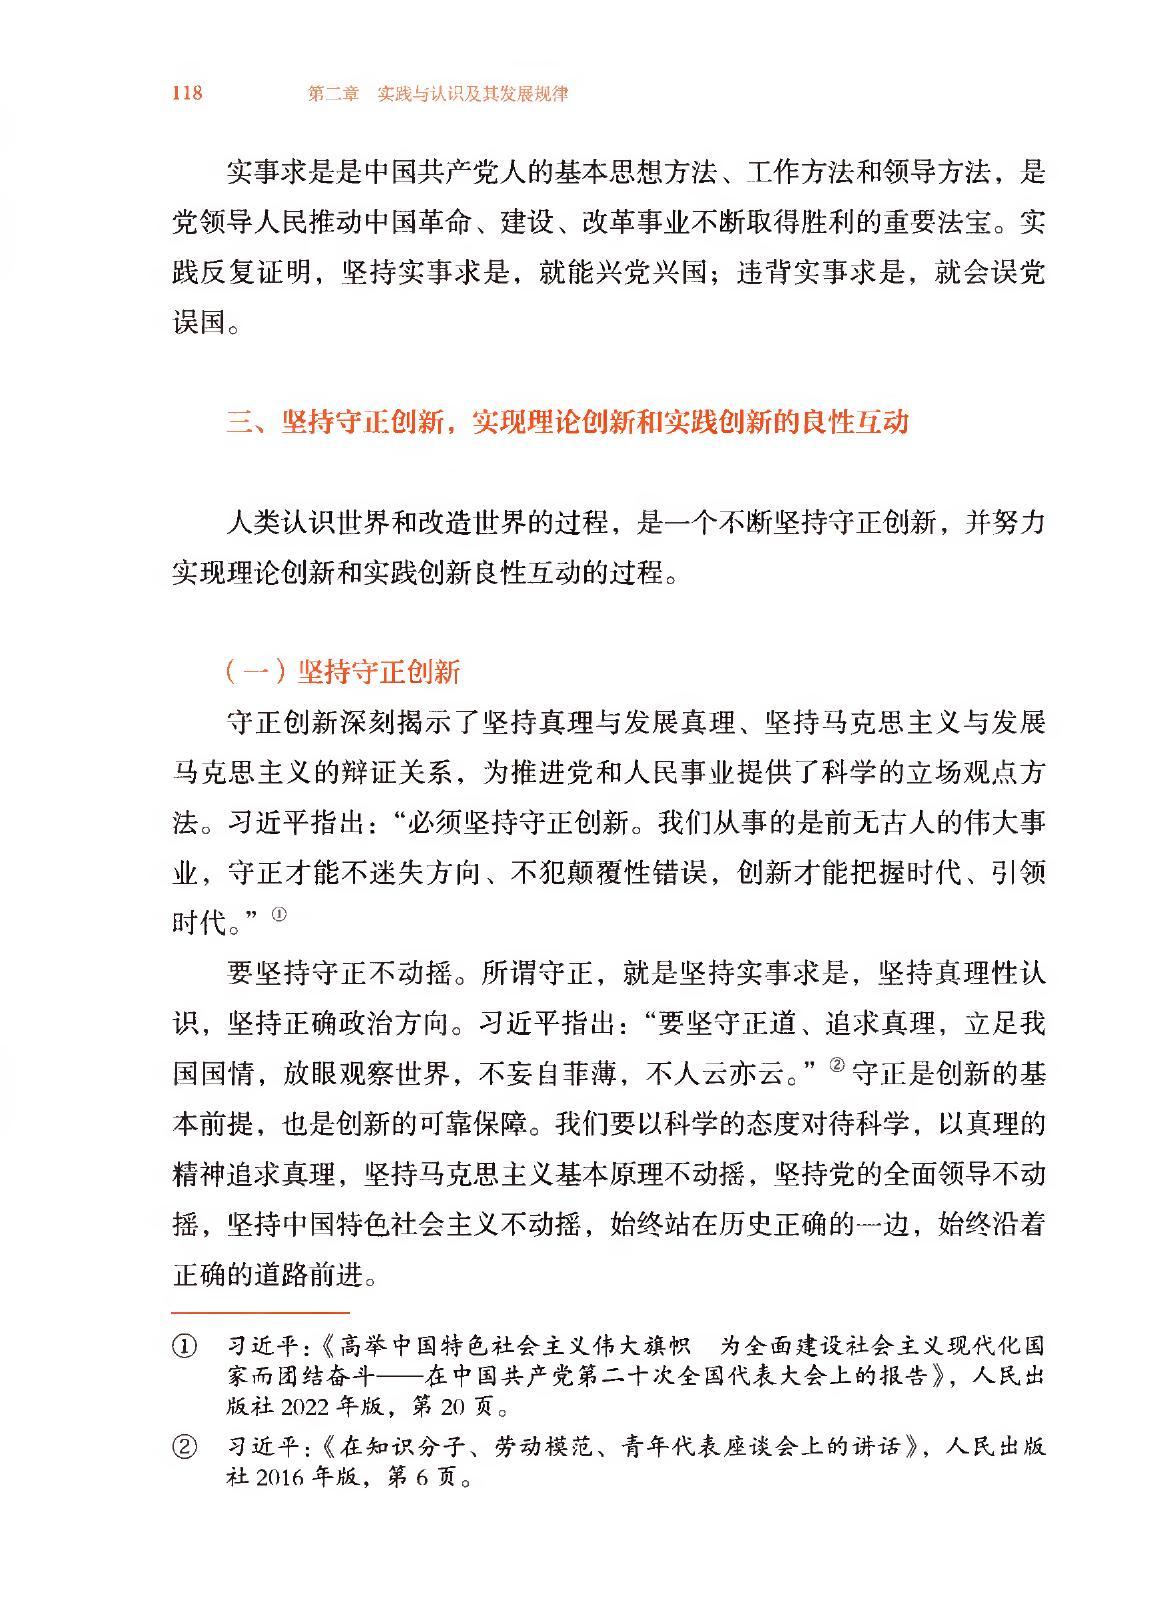 118 第二章 实践与认识及其发展规律
实事求是是中国共产党人的基本思想方法、工作方法和领导方法，是
党领导人民推动中国革命、建设、改革事业不断取得胜利的重要法宝。实
践反复证明，坚持实事求是，就能兴党兴国；违背实事求是，就会误党
误国。
三、坚持守正创新，实现理论创新和实践创新的良性互动
人类认识世界和改造世界的过程，是一个不断坚持守正创新，并努力
实现理论创新和实践创新良性互动的过程。
（一）坚持守正创新
守正创新深刻揭示了坚持真理与发展真理、坚持马克思主义与发展
马克思主义的辩证关系，为推进党和人民事业提供了科学的立场观点方
法。习近平指出：“必须坚持守正创新。我们从事的是前无古人的伟大事
业，守正才能不迷失方向、不犯颠覆性错误，创新才能把握时代、引领
时代。”①
要坚持守正不动摇。所谓守正，就是坚持实事求是，坚持真理性认
识，坚持正确政治方向。习近平指出：“要坚守正道、追求真理，立足我
国国情，放眼观察世界，不妄自菲薄，不人云亦云。”②守正是创新的基
本前提，也是创新的可靠保障。我们要以科学的态度对待科学，以真理的
精神追求真理，坚持马克思主义基本原理不动摇，坚持党的全面领导不动
摇，坚持中国特色社会主义不动摇，始终站在历史正确的一边，始终沿着
正确的道路前进。
① 习近平：《高举中国特色社会主义伟大旗帜 为全面建设社会主义现代化国
家而团结奋斗——在中国共产党第二十次全国代表大会上的报告》，人民出
版社 2022 年版，第 20 页。
② 习近平：《在知识分子、劳动模范、青年代表座谈会上的讲话》，人民出版
社 2016 年版，第 6 页。